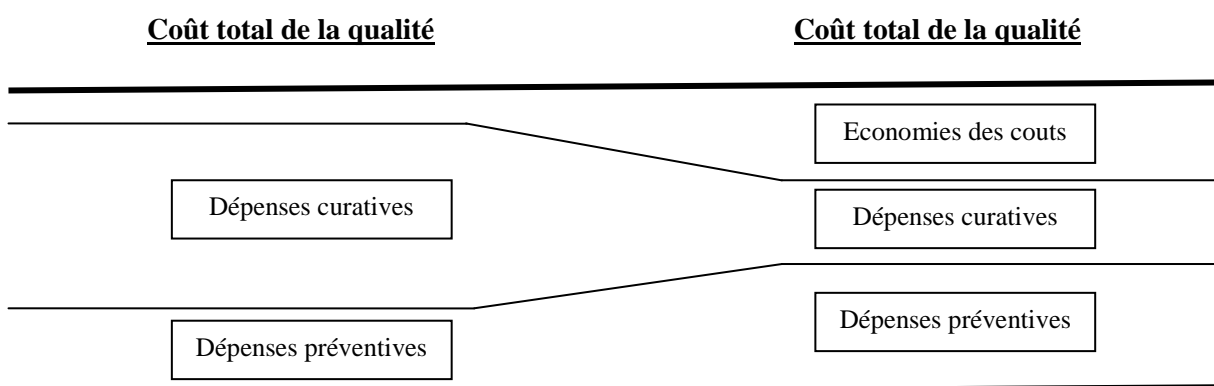 Coût total de la qualité
Coût total de la qualité
Economies des couts
Dépenses curatives
Dépenses curatives
Dépenses préventives
Dépenses préventives